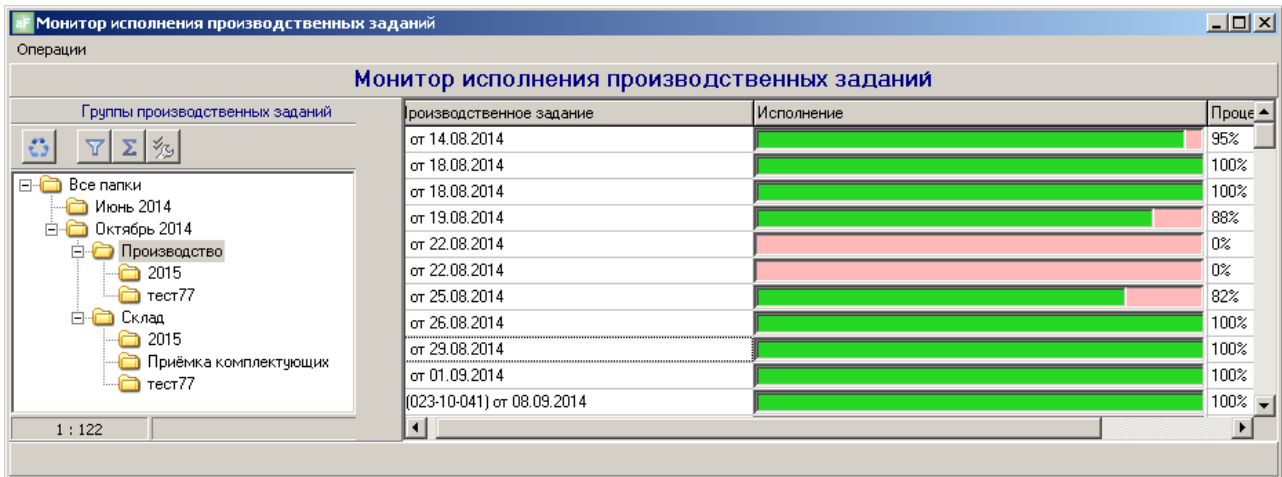 Монитор исполнения производственных заданий
Операции
Монитор исполнения производственных заданий
Группы производственных заданий
Все папки
Июнь 2014
Октябрь 2014
Производство
2015
тест77
Склад
2015
Приёмка комплектующих
тест77
1 : 122
Производственное задание Исполнение Проце
от 14.08.2014 95%
от 18.08.2014 100%
от 18.08.2014 100%
от 19.08.2014 88%
от 22.08.2014 0%
от 22.08.2014 0%
от 25.08.2014 82%
от 26.08.2014 100%
от 29.08.2014 100%
от 01.09.2014 100%
(023-10-041) от 08.09.2014 100%